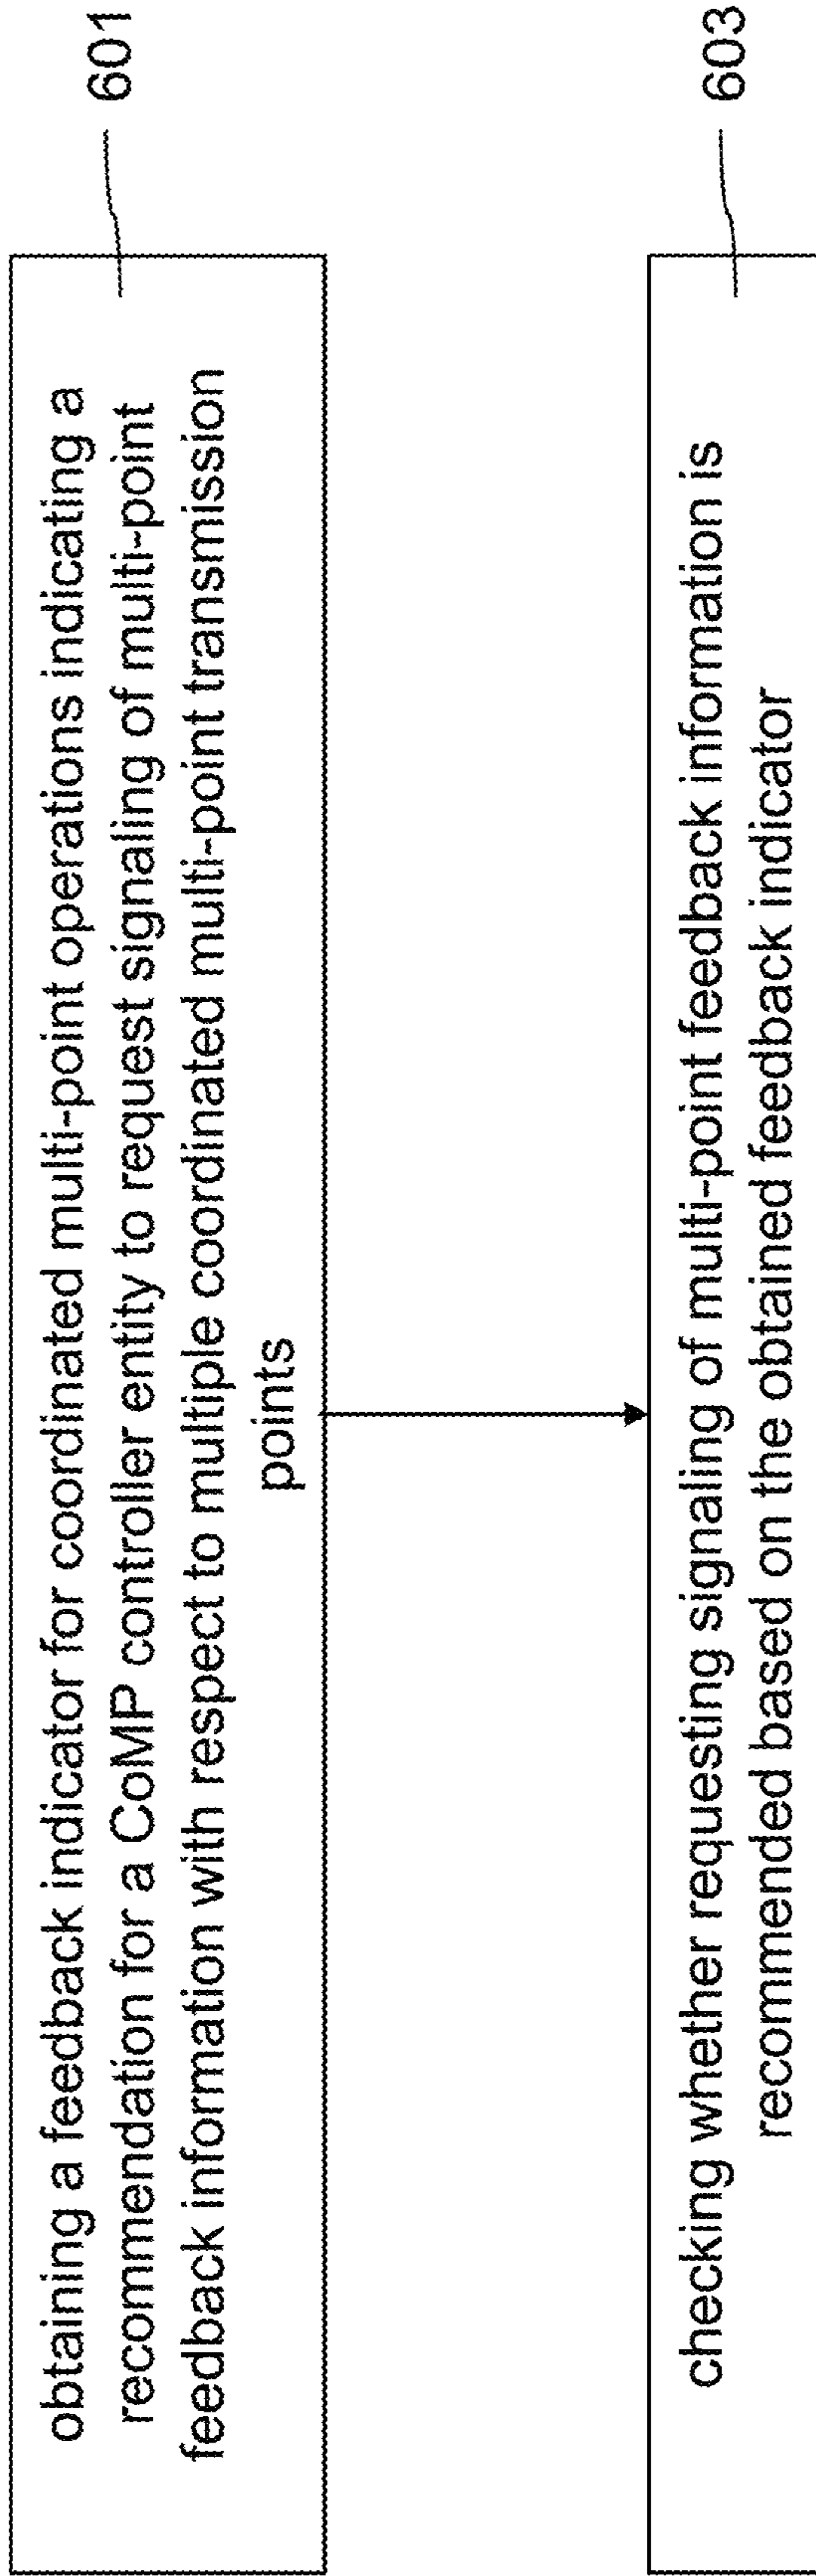 obtaining a feedback indicator for coordinated multi-point operations indicating a
recommendation for a CoMP controller entity to request signaling of multi-point
feedback information with respect to multiple coordinated multi-point transmission
points
601
checking whether requesting signaling of multi-point feedback information is
recommended based on the obtained feedback indicator
603